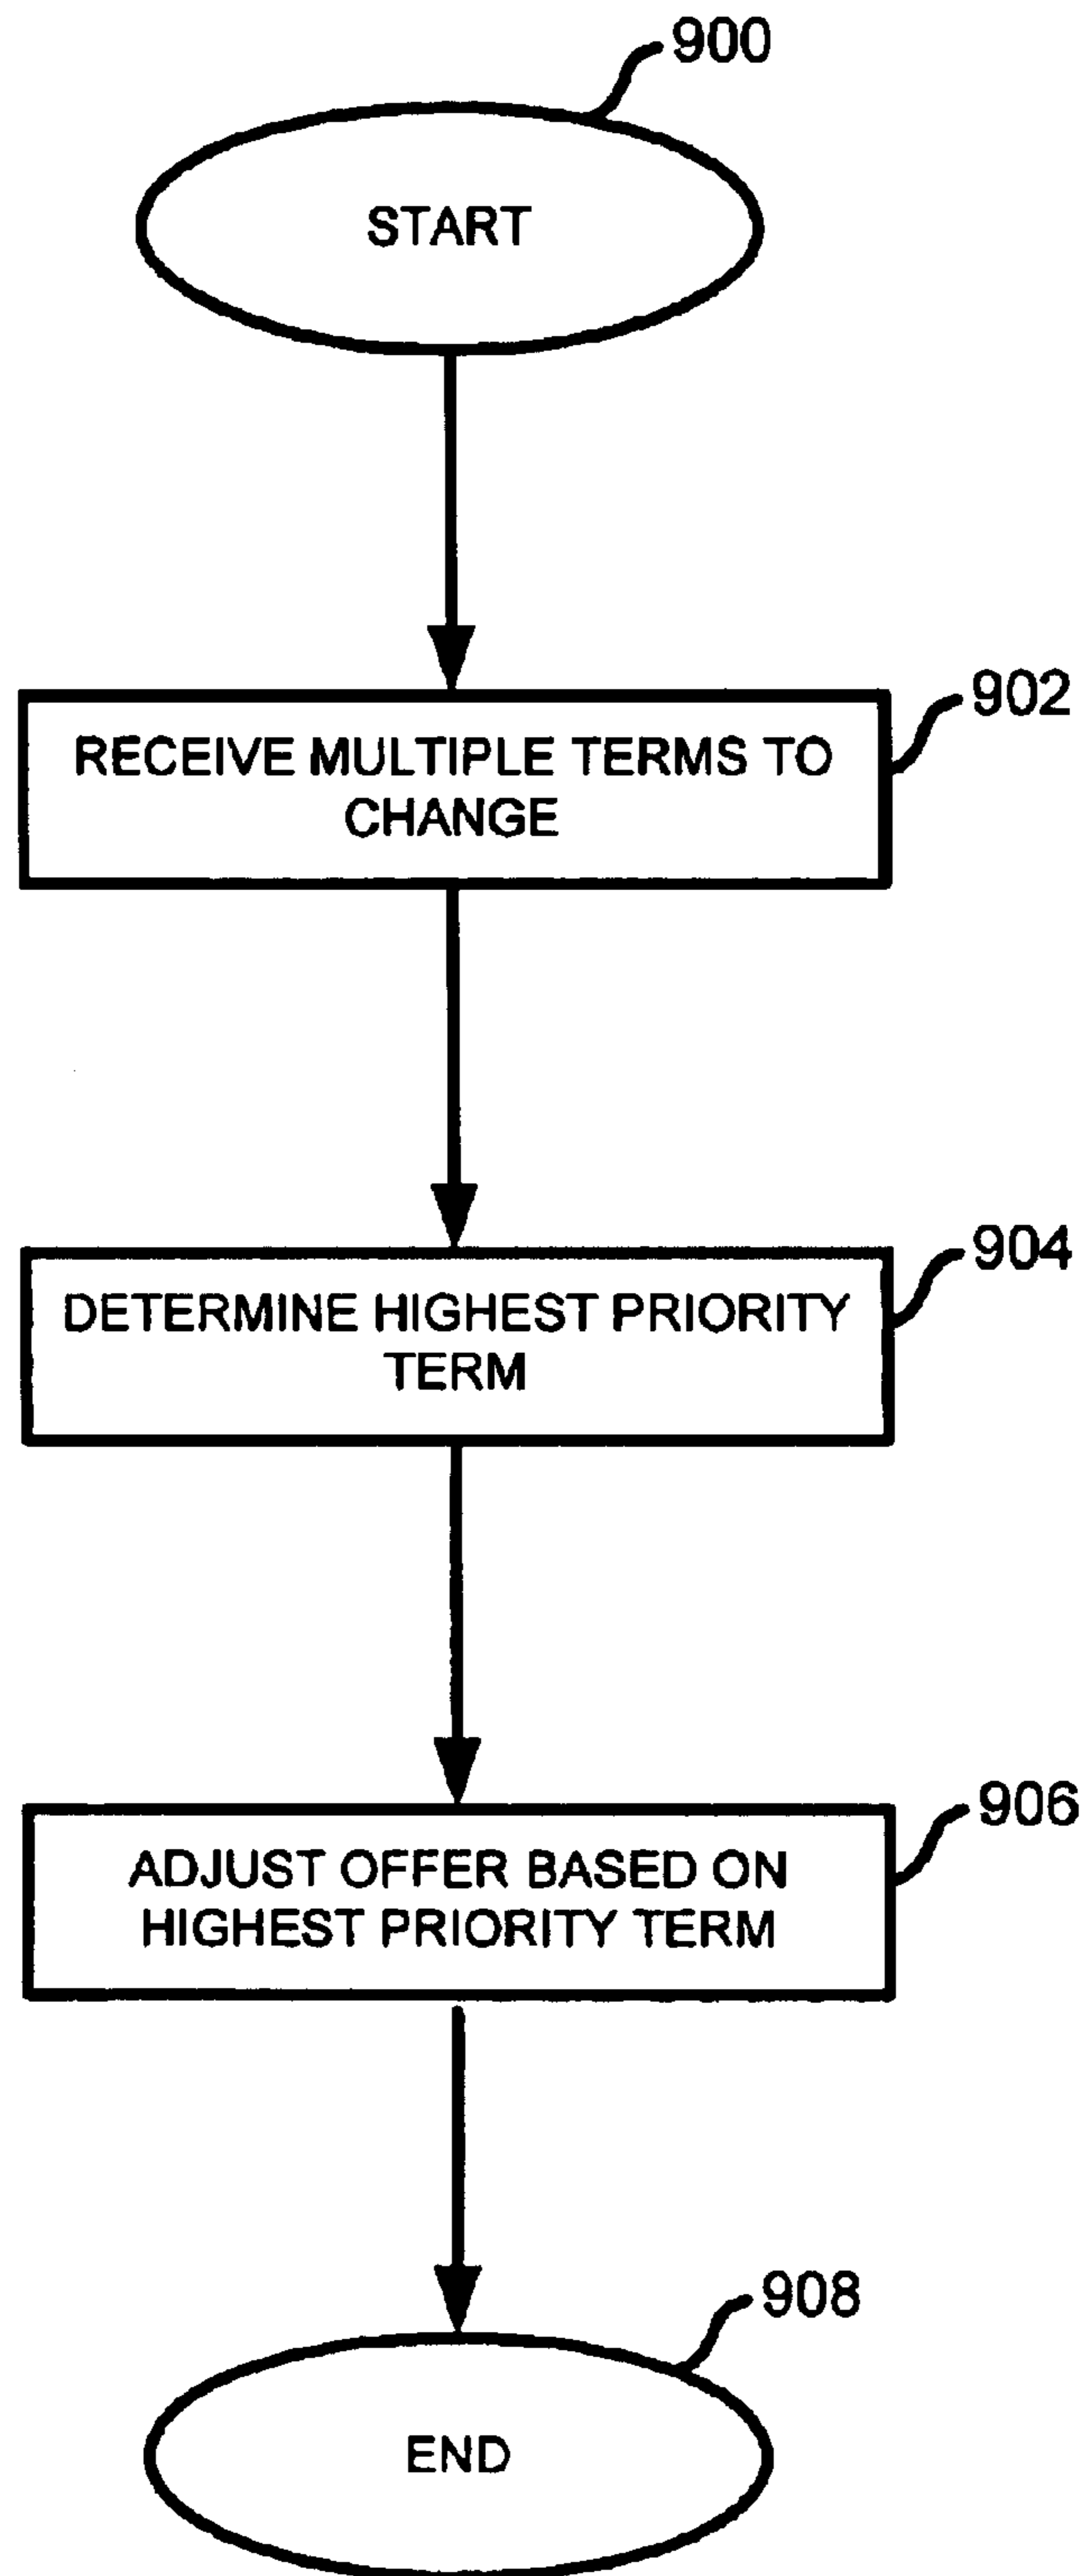 900
START
902
RECEIVE MULTIPLE TERMS TO
CHANGE
904
DETERMINE HIGHEST PRIORITY
TERM
906
ADJUST OFFER BASED ON
HIGHEST PRIORITY TERM
908
END